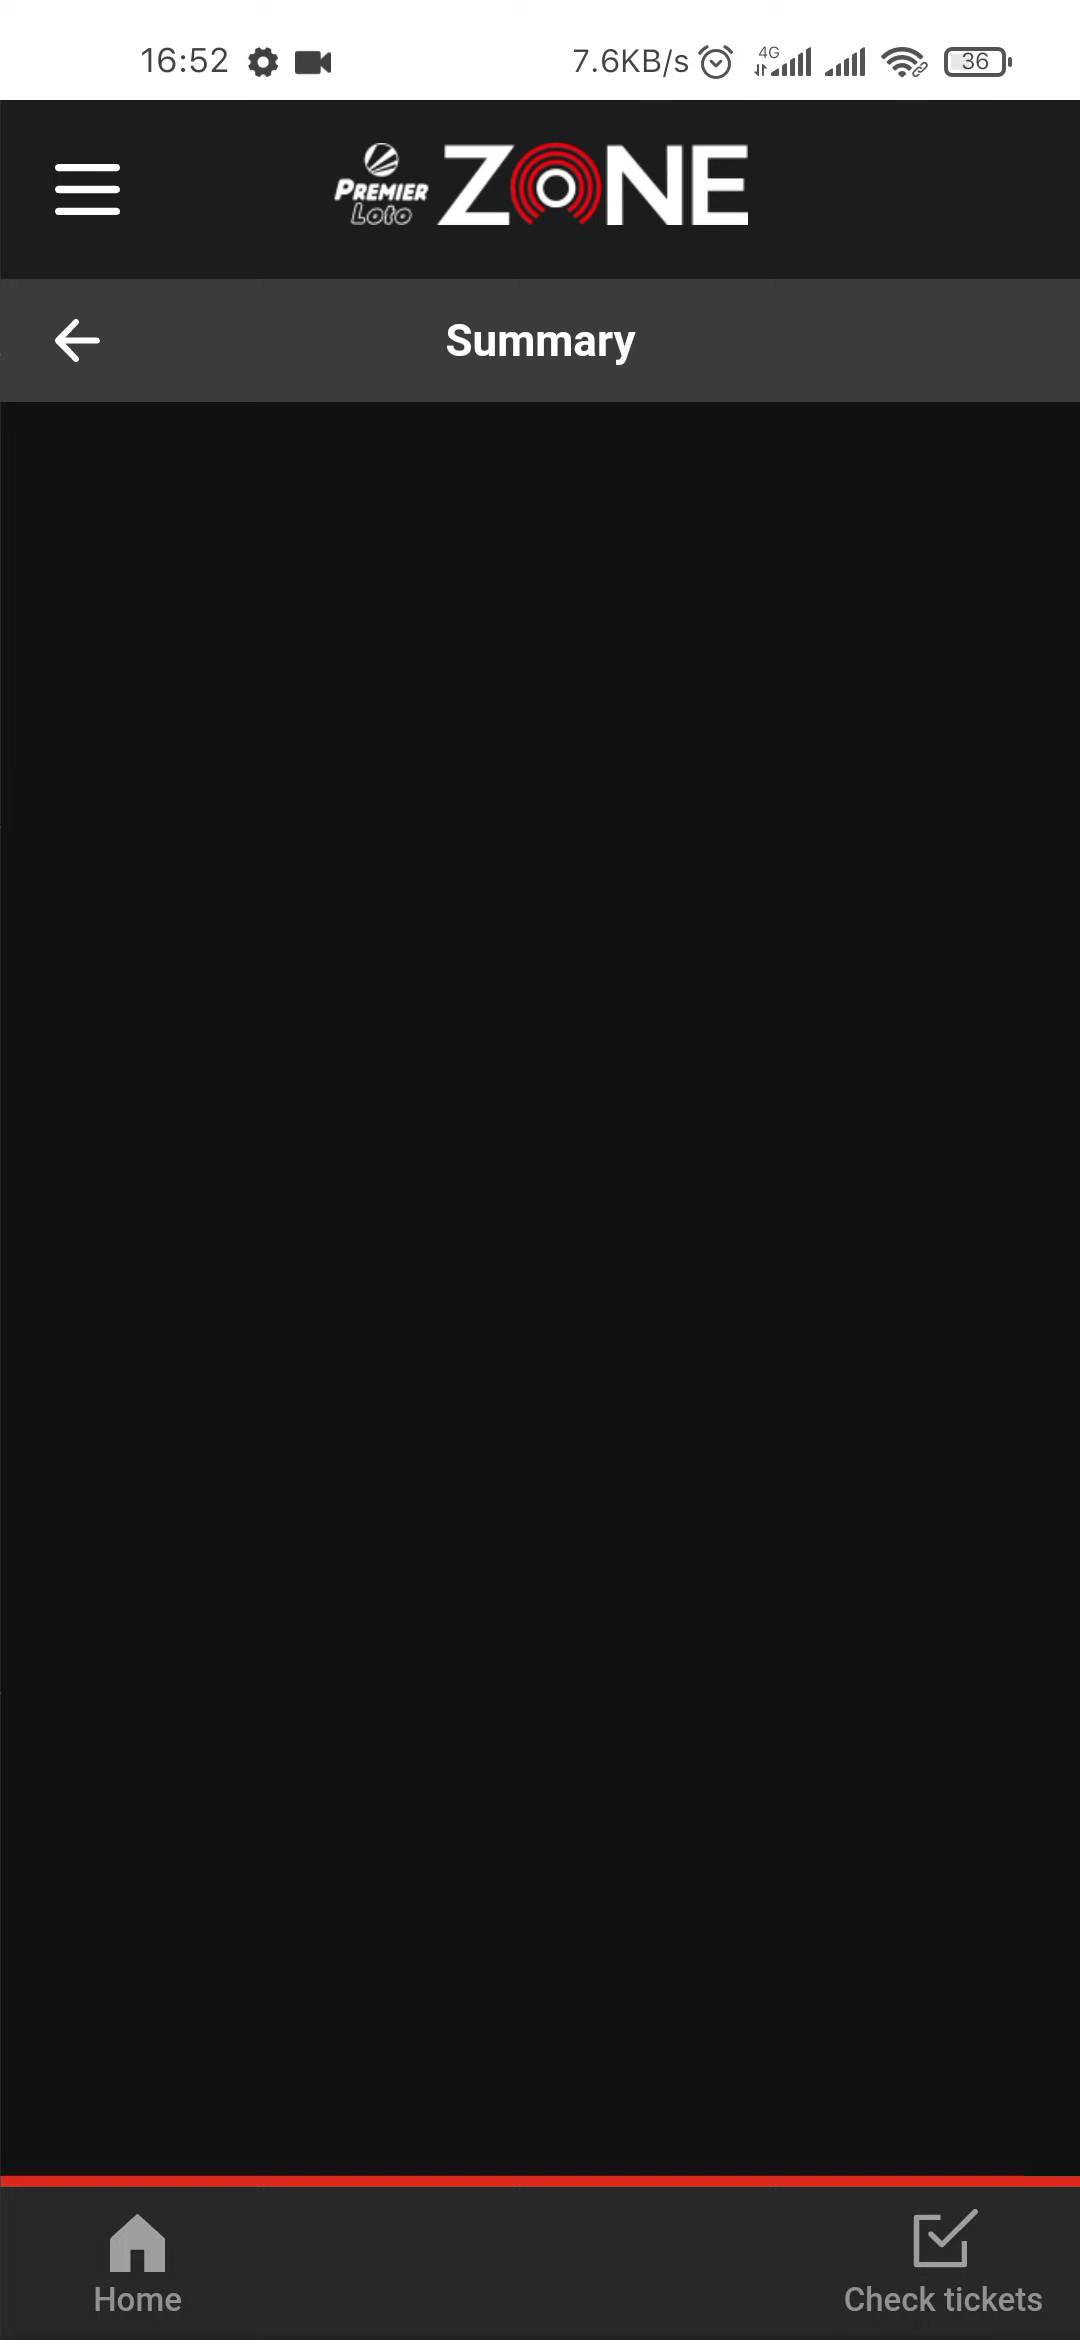 16:52
7.6KB/s 4G 36
PREMIER
Loto
ZONE
Summary
Home
Check tickets